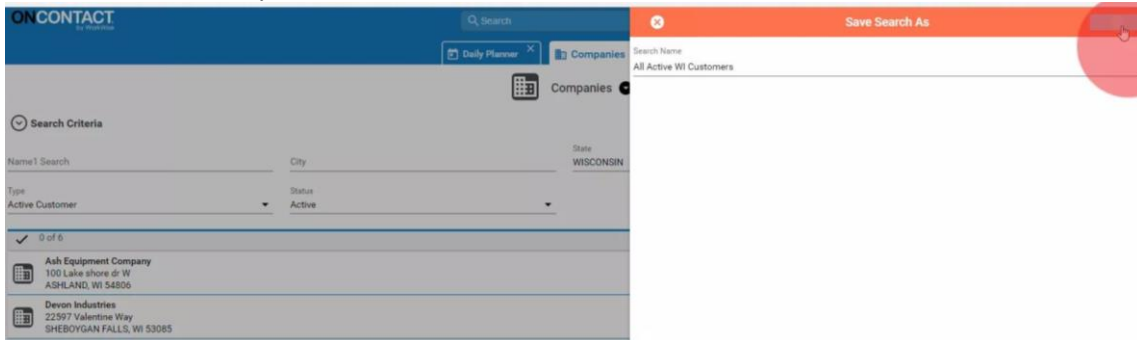 ONCONTACT
by WorkWise
Search
Daily Planner
Companies
Companies
Search Criteria
Name1 Search
City
State
WISCONSIN
Type
Active Customer
Status
Active
0 of 6
Ash Equipment Company
100 Lake shore dr W
ASHLAND, WI 54806
Devon Industries
22597 Valentine Way
SHEBOYGAN FALLS, WI 53085
Save Search As
Search Name
All Active WI Customers